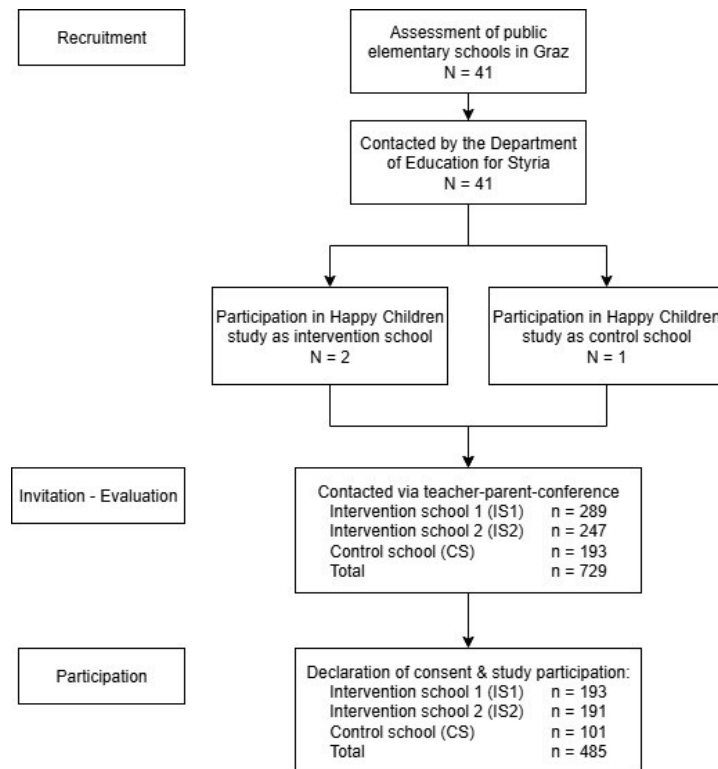 Recruitment
Assessment of public
elementary schools in Graz
N = 41
Contacted by the Department
of Education for Styria
N = 41
Participation in Happy Children
study as intervention school
N = 2
Participation in Happy Children
study as control school
N = 1
Invitation - Evaluation
Contacted via teacher-parent-conference
Intervention school 1 (IS1) n = 289
Intervention school 2 (IS2) n = 247
Control school (CS) n = 193
Total n = 729
Participation
Declaration of consent & study participation:
Intervention school 1 (IS1) n = 193
Intervention school 2 (IS2) n = 191
Control school (CS) n = 101
Total n = 485